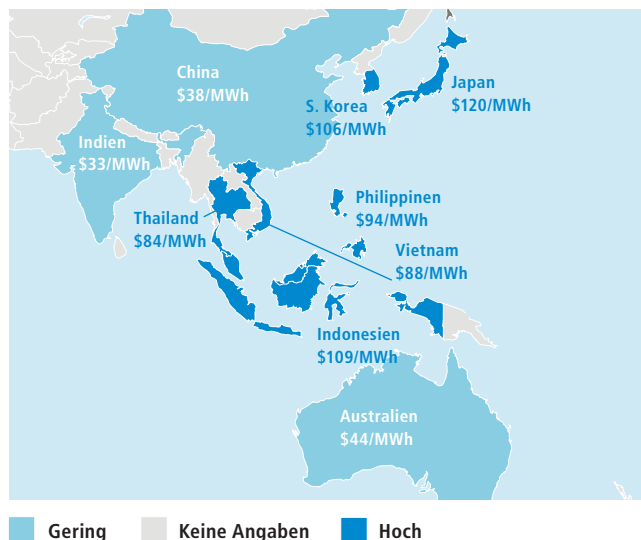 China
$38/MWh
Japan
$120/MWh
S. Korea
$106/MWh
Indien
$33/MWh
Philippinen
$94/MWh
Thailand
$84/MWh
Vietnam
$88/MWh
Indonesien
$109/MWh
Australien
$44/MWh
Gering
Keine Angaben
Hoch